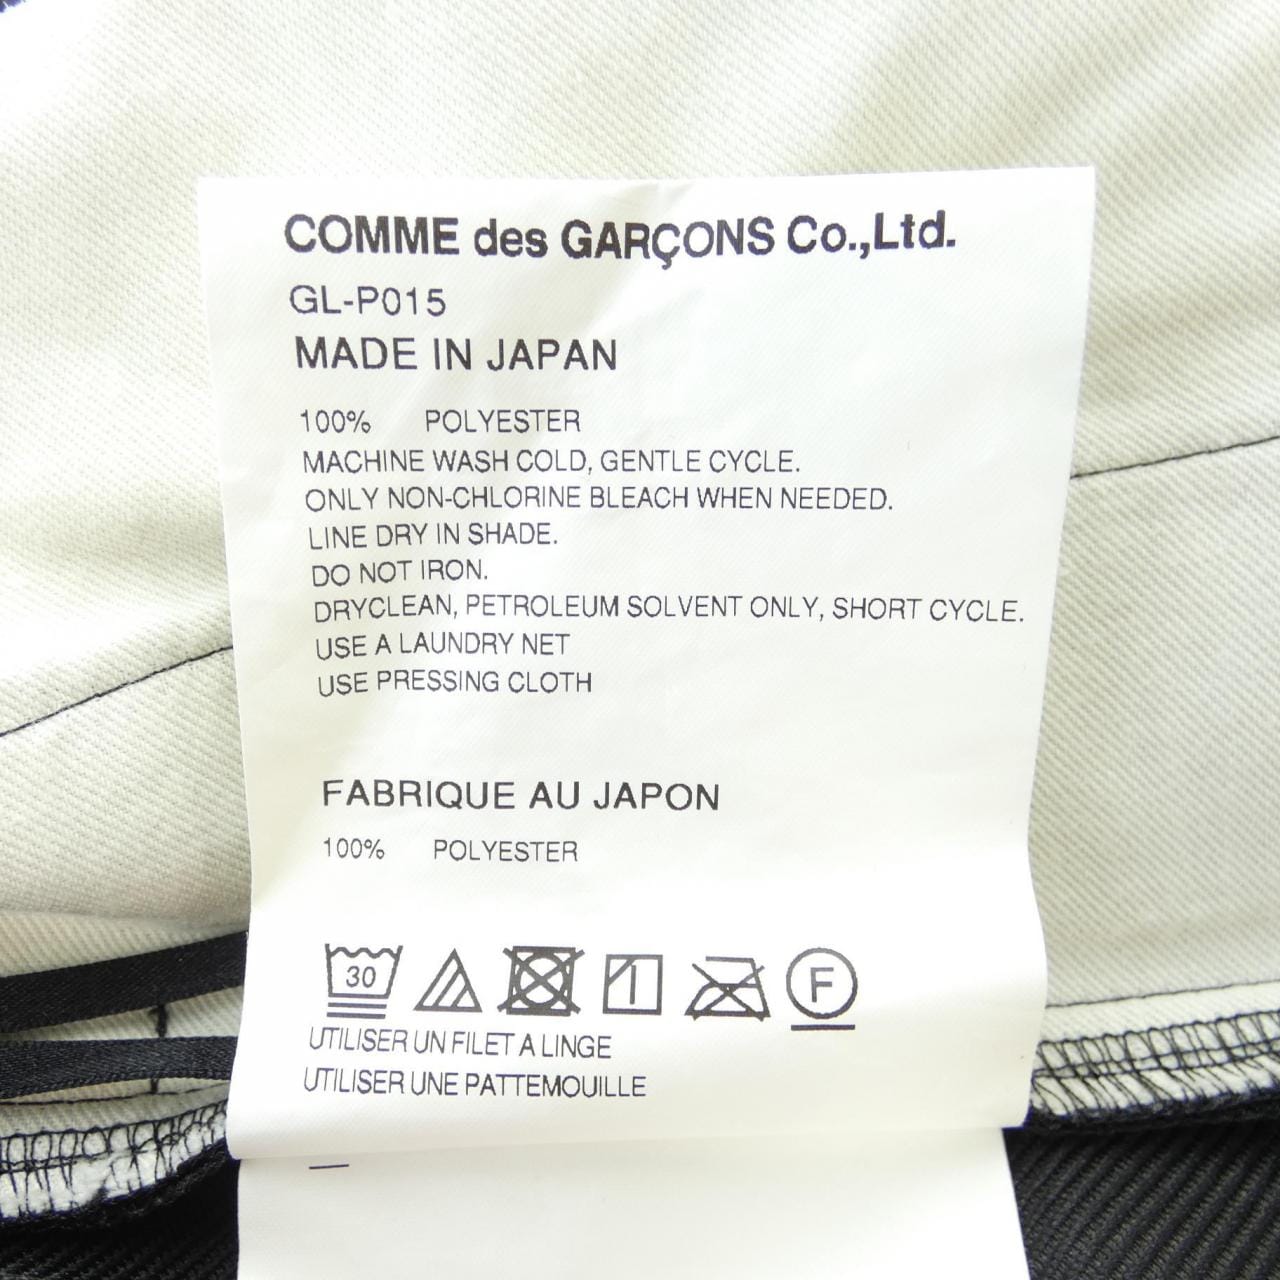 COMME des GARÇONS Co.,Ltd.
GL-P015
MADE IN JAPAN
100% POLYESTER
MACHINE WASH COLD, GENTLE CYCLE.
ONLY NON-CHLORINE BLEACH WHEN NEEDED.
LINE DRY IN SHADE.
DO NOT IRON.
DRYCLEAN, PETROLEUM SOLVENT ONLY, SHORT CYCLE.
USE A LAUNDRY NET
USE PRESSING CLOTH
FABRIQUE AU JAPON
100% POLYESTER
30 F
UTILISER UN FILET A LINGE
UTILISER UNE PATTEMOUILLE